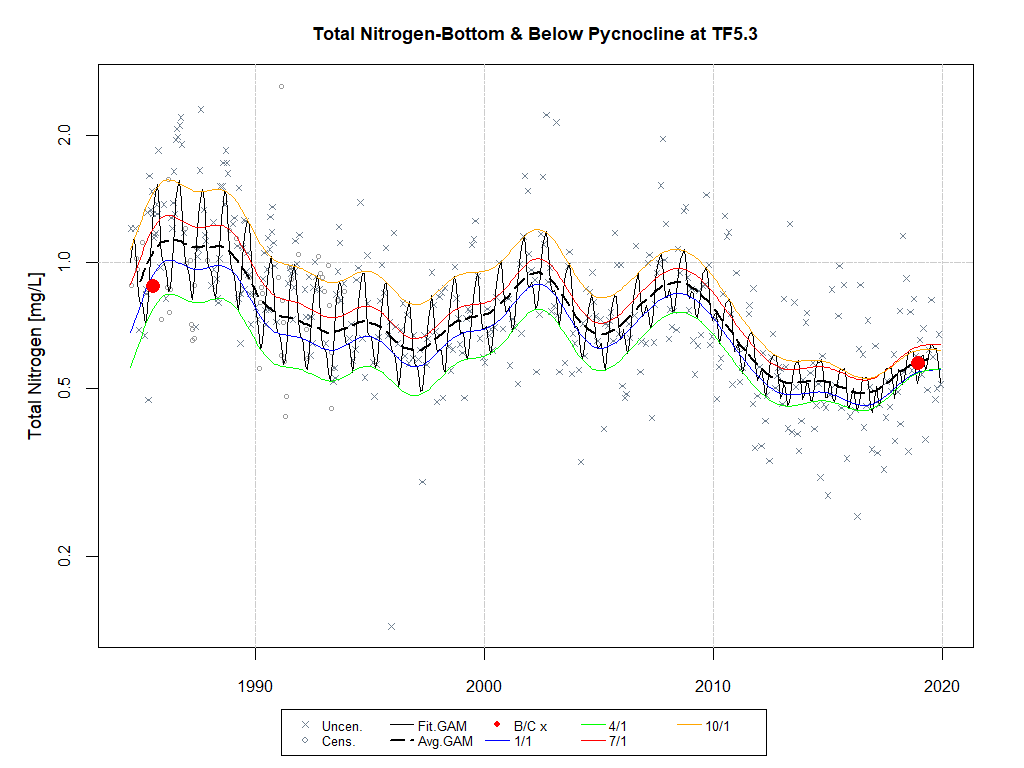 Total Nitrogen-Bottom & Below Pycnocline at TF5.3
Total Nitrogen [mg/L]
2.0
1.0
0.5
0.2
1990 2000 2010 2020
Uncen. Fit.GAM B/C x 4/1 10/1
Cens. Avg.GAM 1/1 7/1